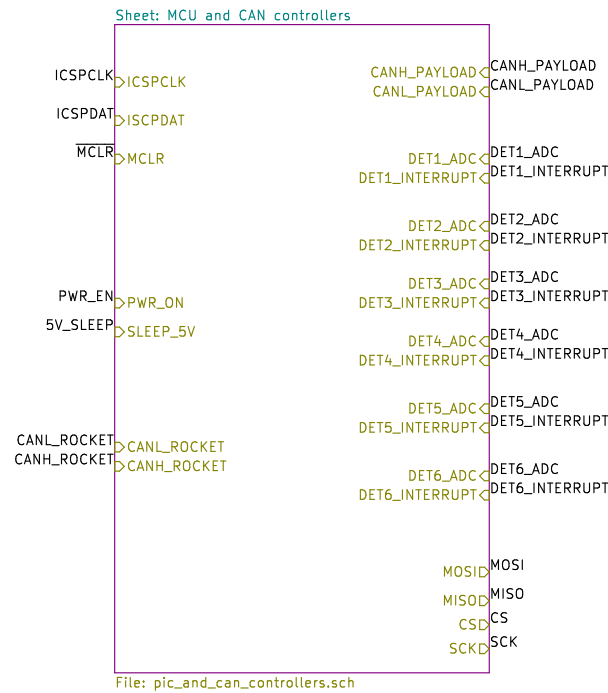 Sheet: MCU and CAN controllers
ICSPCLK
ICSPCLK
ICSPDAT
ISCPDAT
MCLR
MCLR
PWR_EN
PWR_ON
5V_SLEEP
SLEEP_5V
CANL_ROCKET
CANL_ROCKET
CANH_ROCKET
CANH_ROCKET
CANH_PAYLOAD CANH_PAYLOAD
CANL_PAYLOAD CANL_PAYLOAD
DET1_ADC DET1_ADC
DET1_INTERRUPT DET1_INTERRUPT
DET2_ADC DET2_ADC
DET2_INTERRUPT DET2_INTERRUPT
DET3_ADC DET3_ADC
DET3_INTERRUPT DET3_INTERRUPT
DET4_ADC DET4_ADC
DET4_INTERRUPT DET4_INTERRUPT
DET5_ADC DET5_ADC
DET5_INTERRUPT DET5_INTERRUPT
DET6_ADC DET6_ADC
DET6_INTERRUPT DET6_INTERRUPT
MOSI MOSI
MISO MISO
CS CS
SCK SCK
File: pic_and_can_controllers.sch